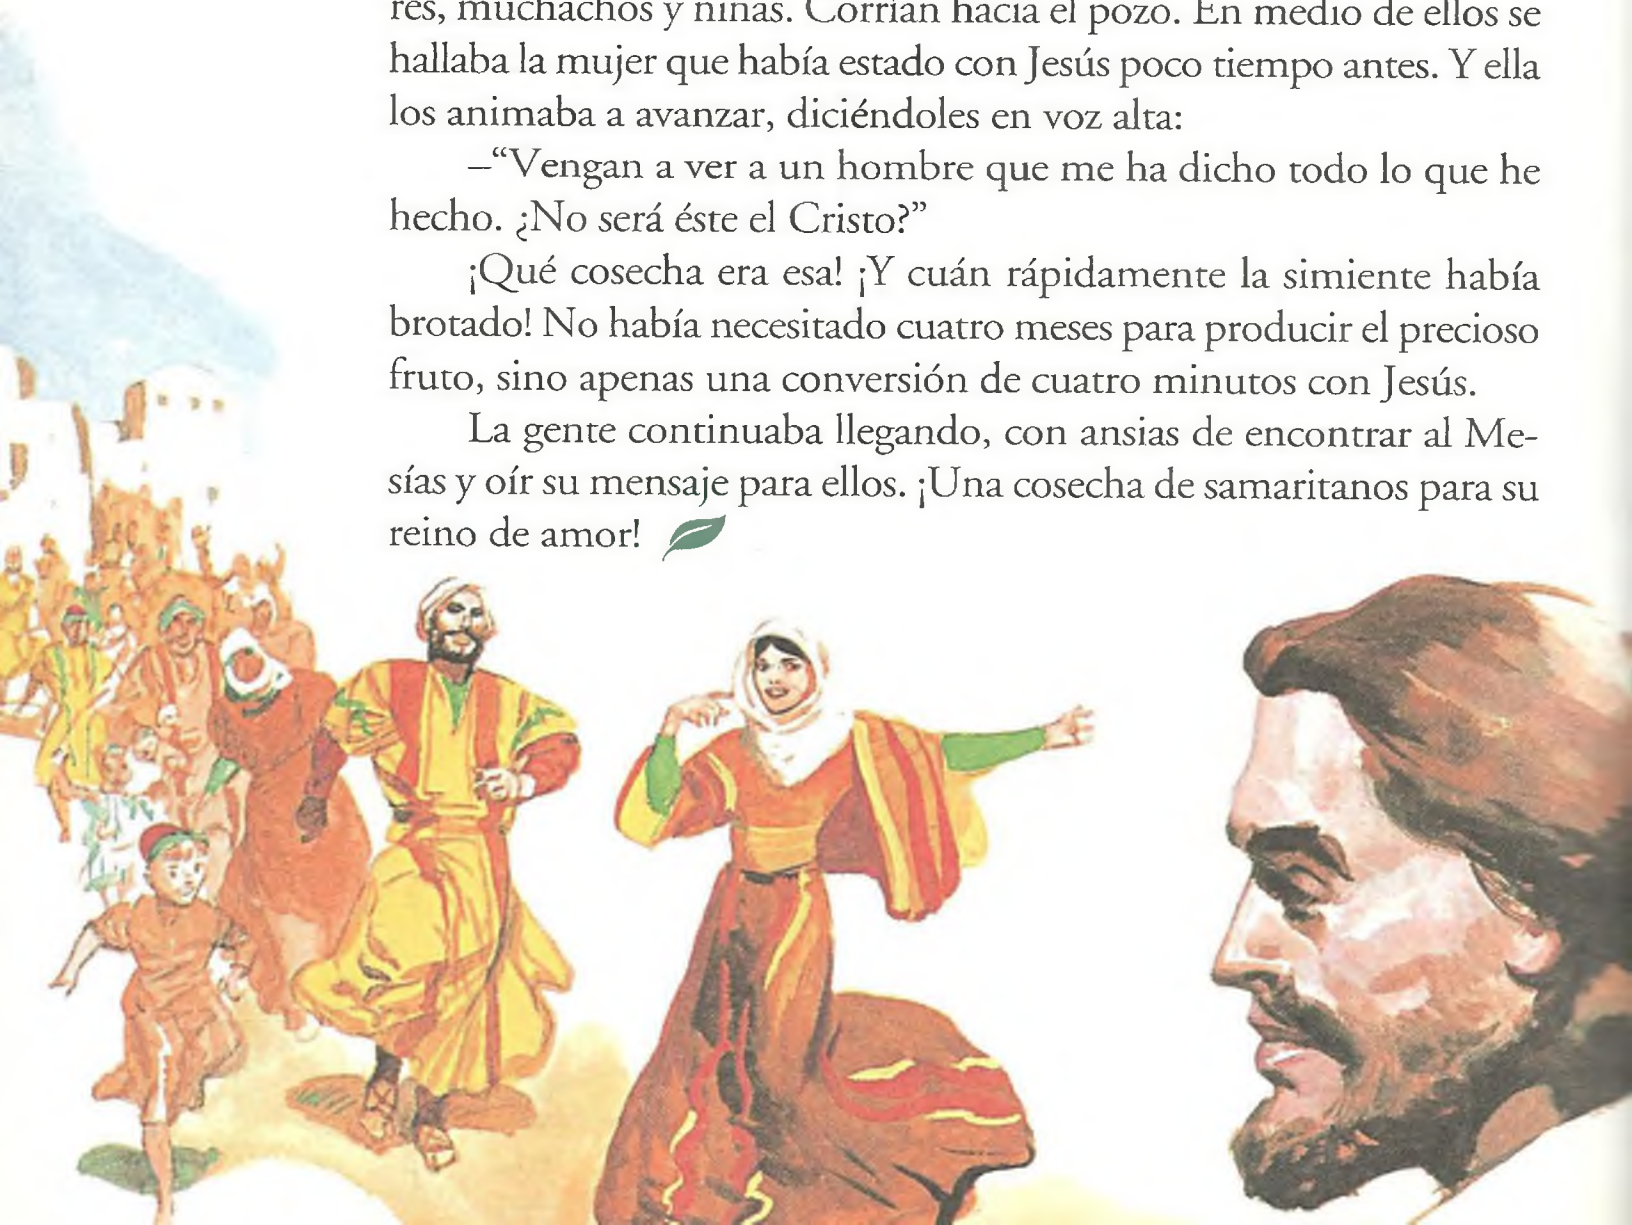 res, muchachos y niñas. Corrían hacia el pozo. En medio de ellos se
hallaba la mujer que había estado con Jesús poco tiempo antes. Y ella
los animaba a avanzar, diciéndoles en voz alta:
–“Vengan a ver a un hombre que me ha dicho todo lo que he
hecho. ¿No será éste el Cristo?”
¡Qué cosecha era esa! ¡Y cuán rápidamente la simiente había
brotado! No había necesitado cuatro meses para producir el precioso
fruto, sino apenas una conversión de cuatro minutos con Jesús.
La gente continuaba llegando, con ansias de encontrar al Me-
sías y oír su mensaje para ellos. ¡Una cosecha de samaritanos para su
reino de amor!